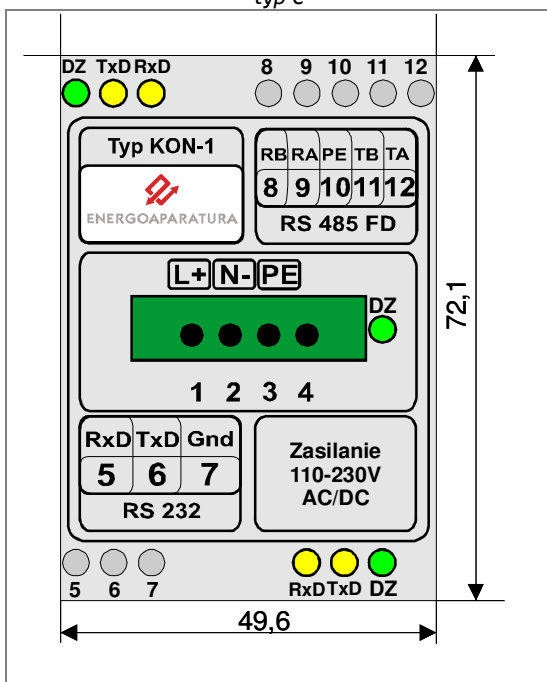 typ c
DZ TxD RxD 8 9 10 11 12
Typ KON-1
ENERGOAPARATURA
RB RA PE TB TA
8 9 10 11 12
RS 485 FD
L+ N- PE
DZ
1 2 3 4
72,1
RxD TxD Gnd
5 6 7
RS 232
Zasilanie
110-230V
AC/DC
5 6 7
RxD TxD DZ
49,6